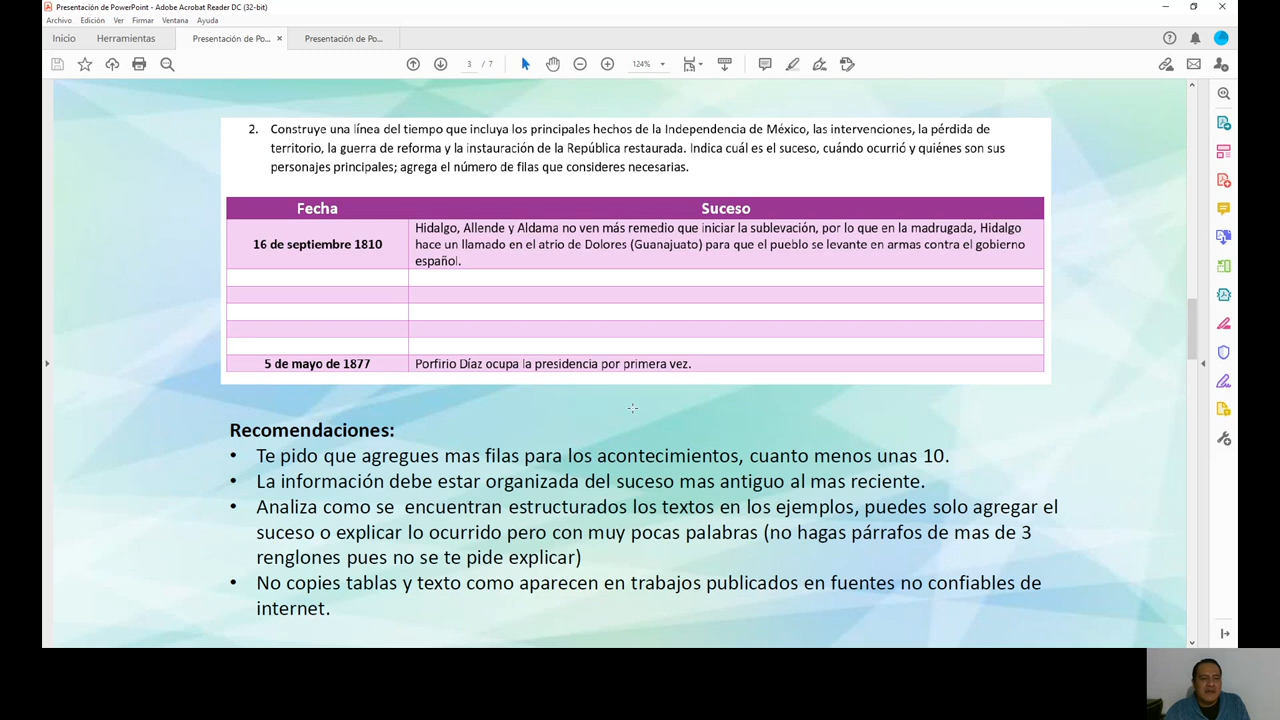 Presentación de PowerPoint - Adobe Acrobat Reader DC (32-bit)
Archivo Edición Ver Firmar Ventana Ayuda
Inicio Herramientas Presentación de Po... × Presentación de Po...
3 / 7 124%
2. Construye una línea del tiempo que incluya los principales hechos de la Independencia de México, las intervenciones, la pérdida de
territorio, la guerra de reforma y la instauración de la República restaurada. Indica cuál es el suceso, cuándo ocurrió y quiénes son sus
personajes principales; agrega el número de filas que consideres necesarias.
Fecha Suceso
Hidalgo, Allende y Aldama no ven más remedio que iniciar la sublevación, por lo que en la madrugada, Hidalgo
16 de septiembre 1810 hace un llamado en el atrio de Dolores (Guanajuato) para que el pueblo se levante en armas contra el gobierno
español.
5 de mayo de 1877 Porfirio Díaz ocupa la presidencia por primera vez.
Recomendaciones:
• Te pido que agregues mas filas para los acontecimientos, cuanto menos unas 10.
• La información debe estar organizada del suceso mas antiguo al mas reciente.
• Analiza como se encuentran estructurados los textos en los ejemplos, puedes solo agregar el
suceso o explicar lo ocurrido pero con muy pocas palabras (no hagas párrafos de mas de 3
renglones pues no se te pide explicar)
• No copies tablas y texto como aparecen en trabajos publicados en fuentes no confiables de
internet.